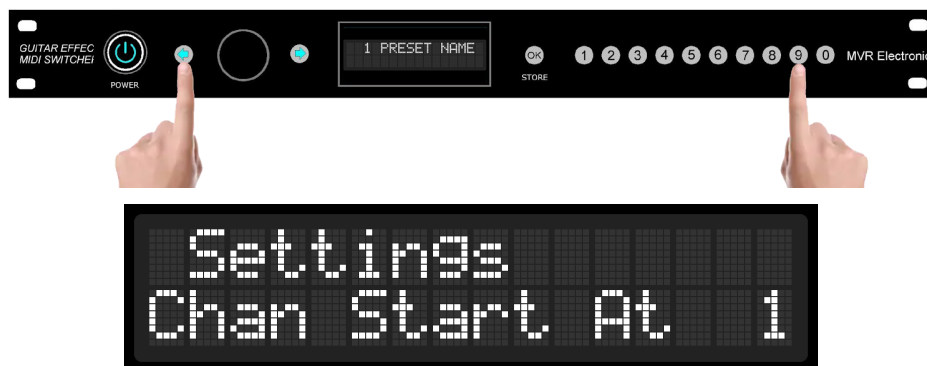 GUITAR EFFEC
MIDI SWITCHER
POWER
1 PRESET NAME
OK
STORE
1 2 3 4 5 6 7 8 9 0
MVR Electronic
Settings
Chan Start At 1